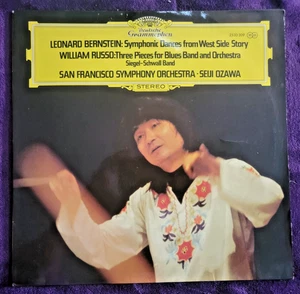 Deutsche
Grammophon
LEONARD BERNSTEIN: Symphonic Dances from West Side Story
WILLIAM RUSSO: Three Pieces for Blues Band and Orchestra
Siegel-Schwall Band
SAN FRANCISCO SYMPHONY ORCHESTRA · SEIJI OZAWA
STEREO